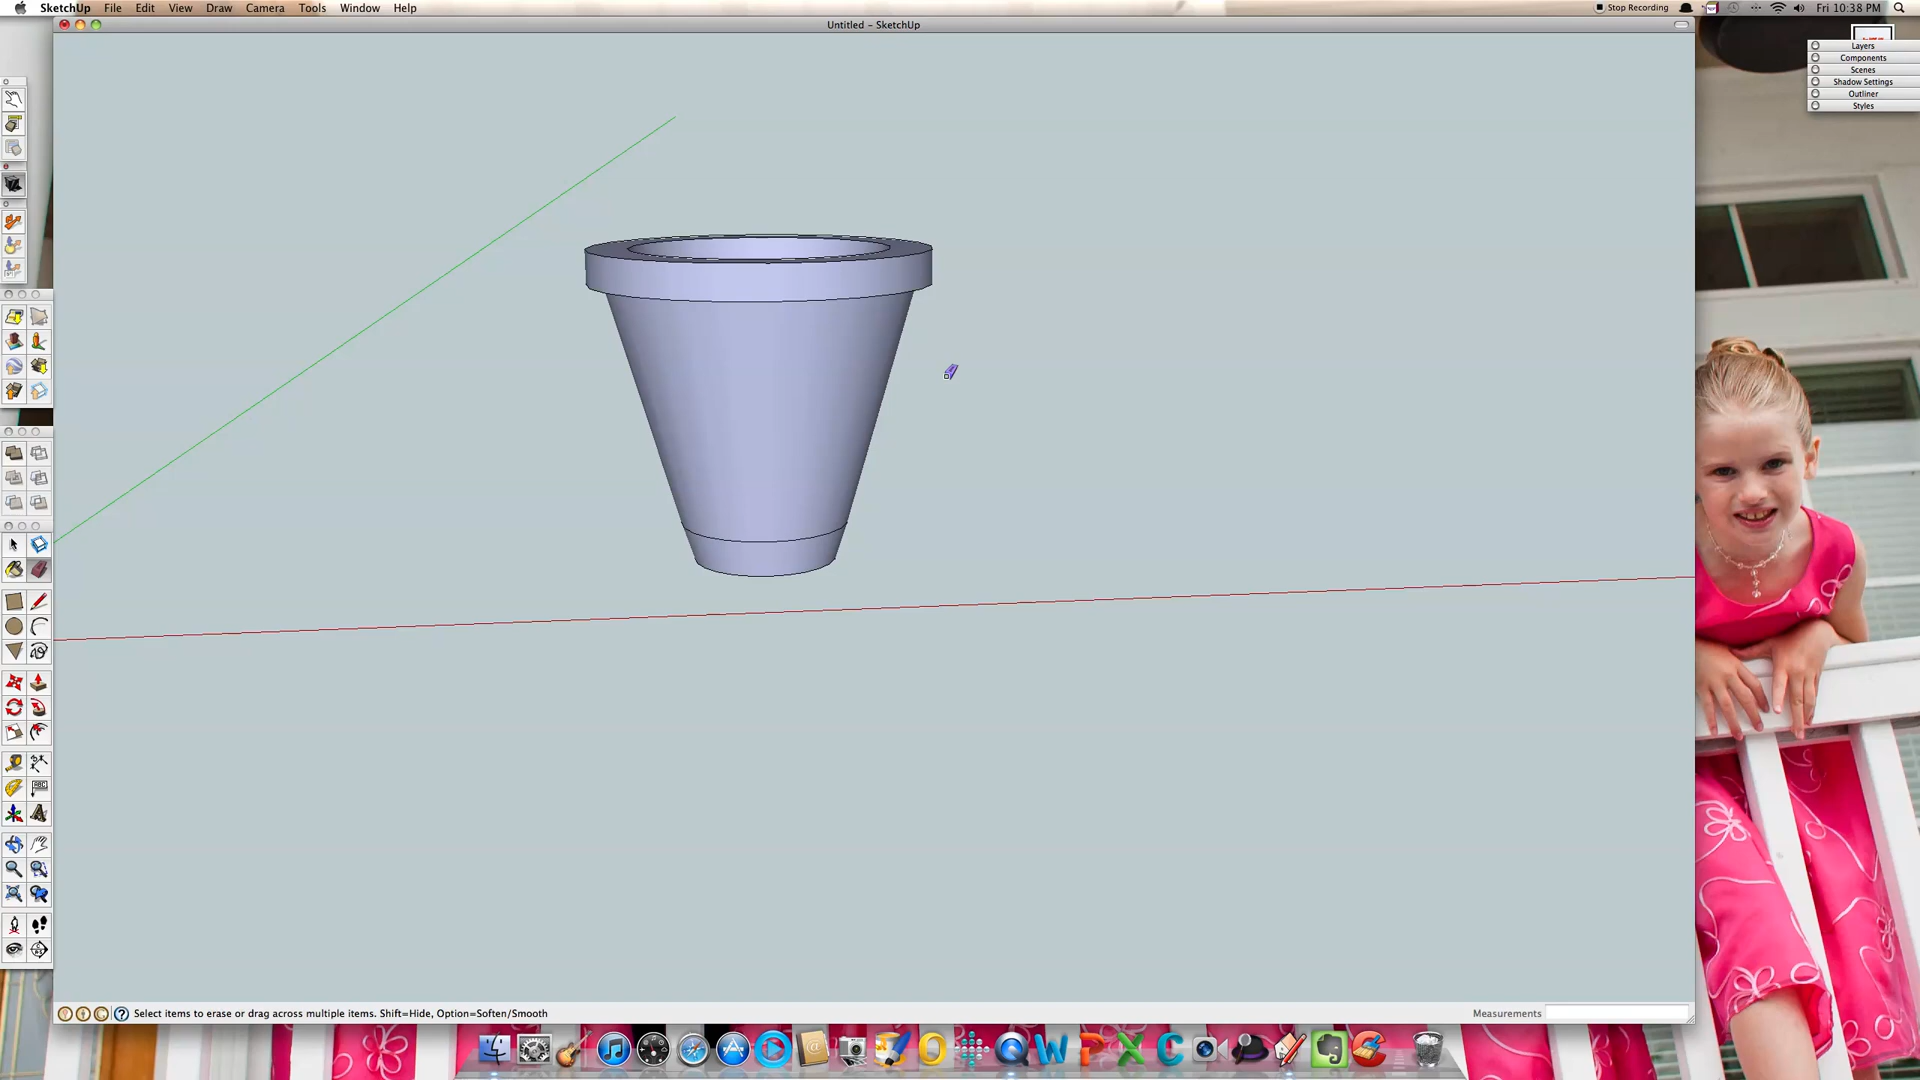 SketchUp File Edit View Draw Camera Tools Window Help
Stop Recording Fri 10:38 PM
Untitled – SketchUp
Layers
Components
Scenes
Shadow Settings
Outliner
Styles
ABC
Select items to erase or drag across multiple items. Shift=Hide, Option=Soften/Smooth
Measurements